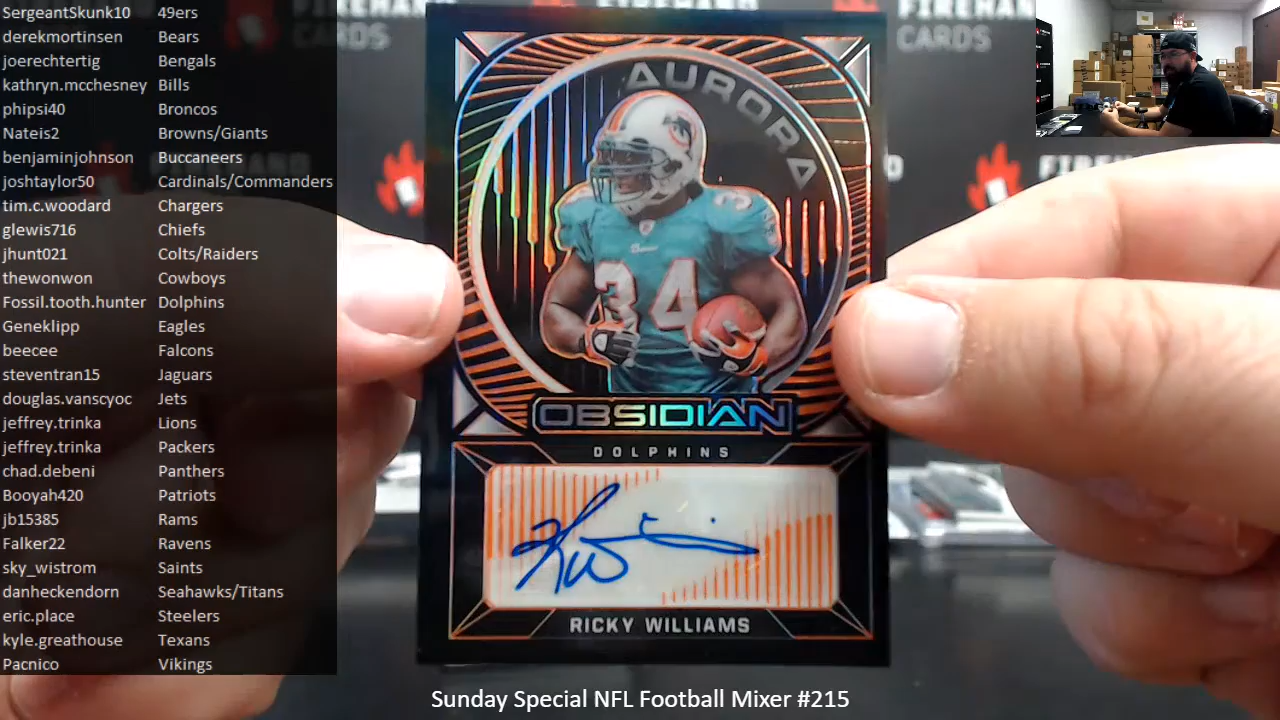 SergeantSkunk10 49ers
derekmortinsen Bears
joerechtertig Bengals
kathryn.mcchesney Bills
phipsi40 Broncos
Nateis2 Browns/Giants
benjaminjohnson Buccaneers
joshtaylor50 Cardinals/Commanders
tim.c.woodard Chargers
glewis716 Chiefs
jhunt021 Colts/Raiders
thewonwon Cowboys
Fossil.tooth.hunter Dolphins
Geneklipp Eagles
beecee Falcons
steventran15 Jaguars
douglas.vanscyoc Jets
jeffrey.trinka Lions
jeffrey.trinka Packers
chad.debeni Panthers
Booyah420 Patriots
jb15385 Rams
Falker22 Ravens
sky_wistrom Saints
danheckendorn Seahawks/Titans
eric.place Steelers
kyle.greathouse Texans
Pacnico Vikings
FIREHAND
CARDS
AURORA
34
34
OBSIDIAN
DOLPHINS
RICKY WILLIAMS
Sunday Special NFL Football Mixer #215